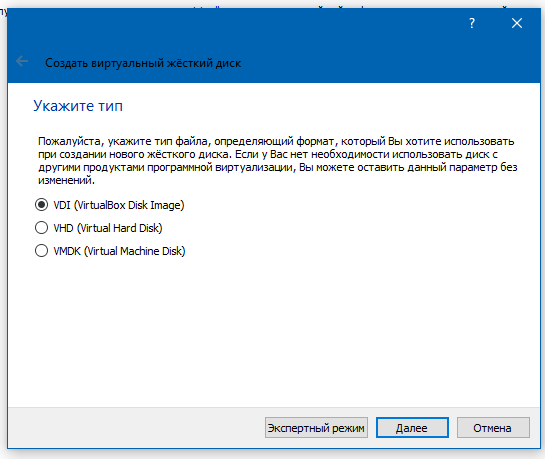 ?
Создать виртуальный жёсткий диск
Укажите тип
Пожалуйста, укажите тип файла, определяющий формат, который Вы хотите использовать
при создании нового жёсткого диска. Если у Вас нет необходимости использовать диск с
другими продуктами программной виртуализации, Вы можете оставить данный параметр без
изменений.
VDI (VirtualBox Disk Image)
VHD (Virtual Hard Disk)
VMDK (Virtual Machine Disk)
Экспертный режим Далее Отмена